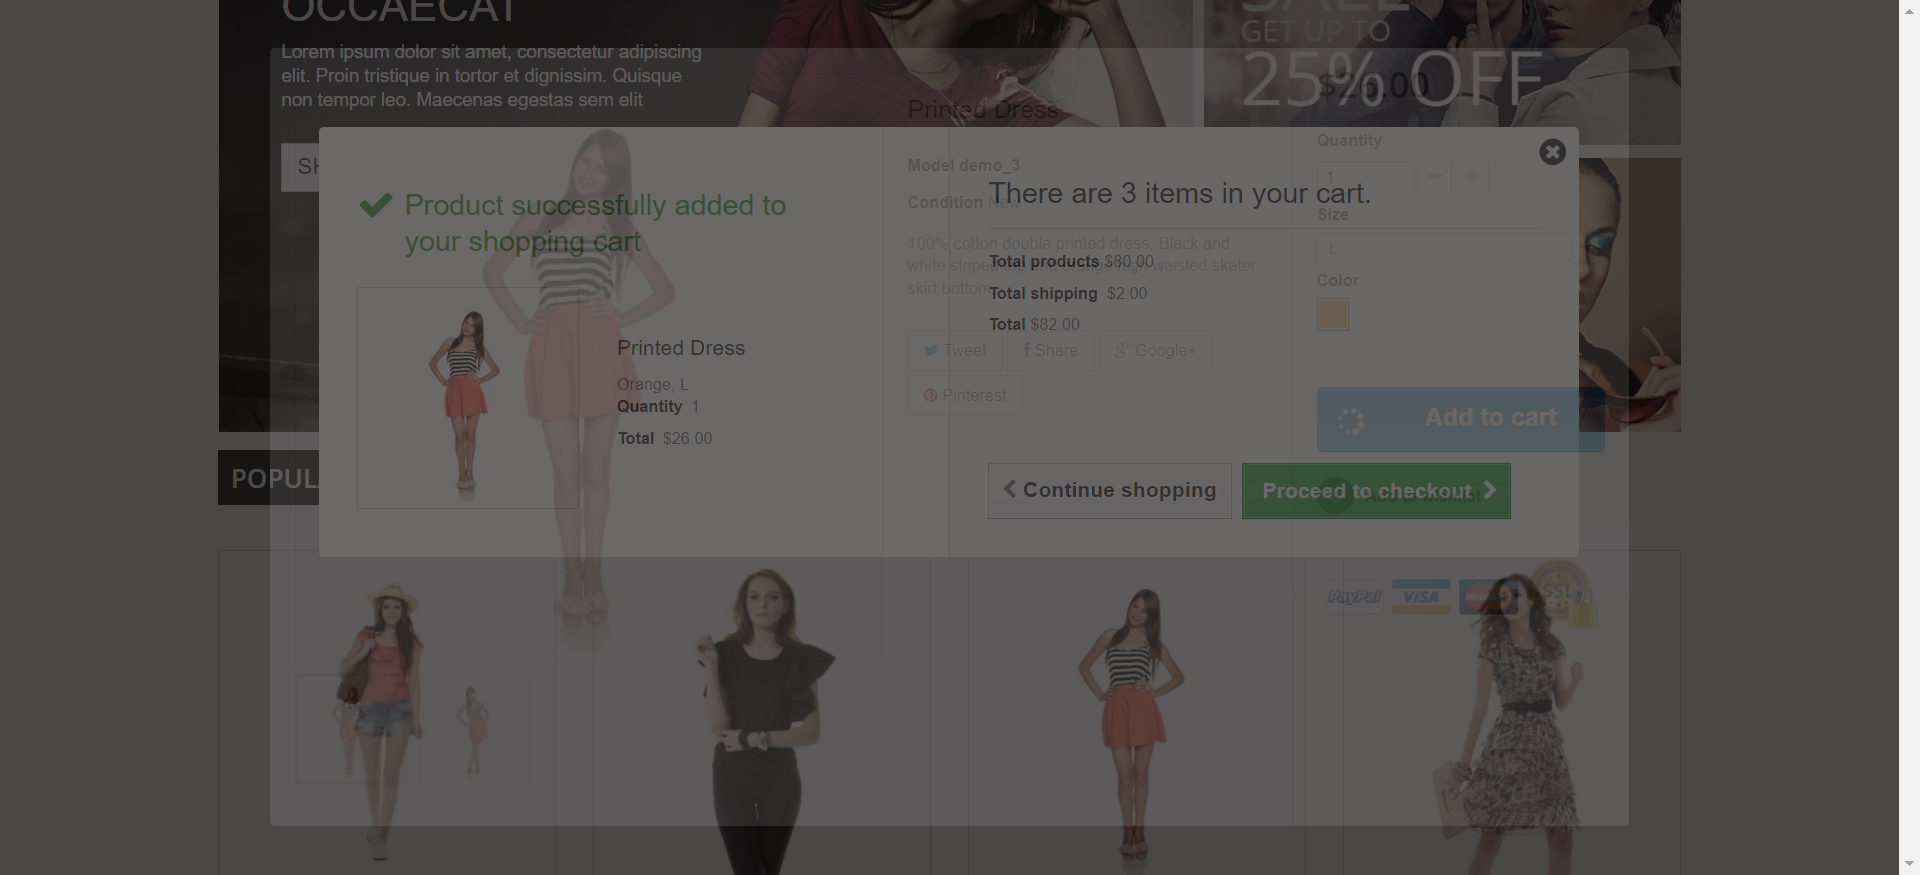 OCCAECAT
Lorem ipsum dolor sit amet, consectetur adipiscing
elit. Proin tristique in tortor et dignissim. Quisque
non tempor leo. Maecenas egestas sem elit
SH
SALE
GET UP TO
25% OFF
$26.00
Printed Dress
Model demo_3
Condition New
100% cotton double printed dress. Black and
white striped top and orange high waisted skater
skirt bottom.
Tweet
Share
Google+
Pinterest
Quantity
1
Size
L
Color
Add to cart
Add to wishlist
Product successfully added to
your shopping cart
Printed Dress
Orange, L
Quantity 1
Total $26.00
There are 3 items in your cart.
Total products $80.00
Total shipping $2.00
Total $82.00
Continue shopping
Proceed to checkout
POPULA
PayPal
VISA
SSL